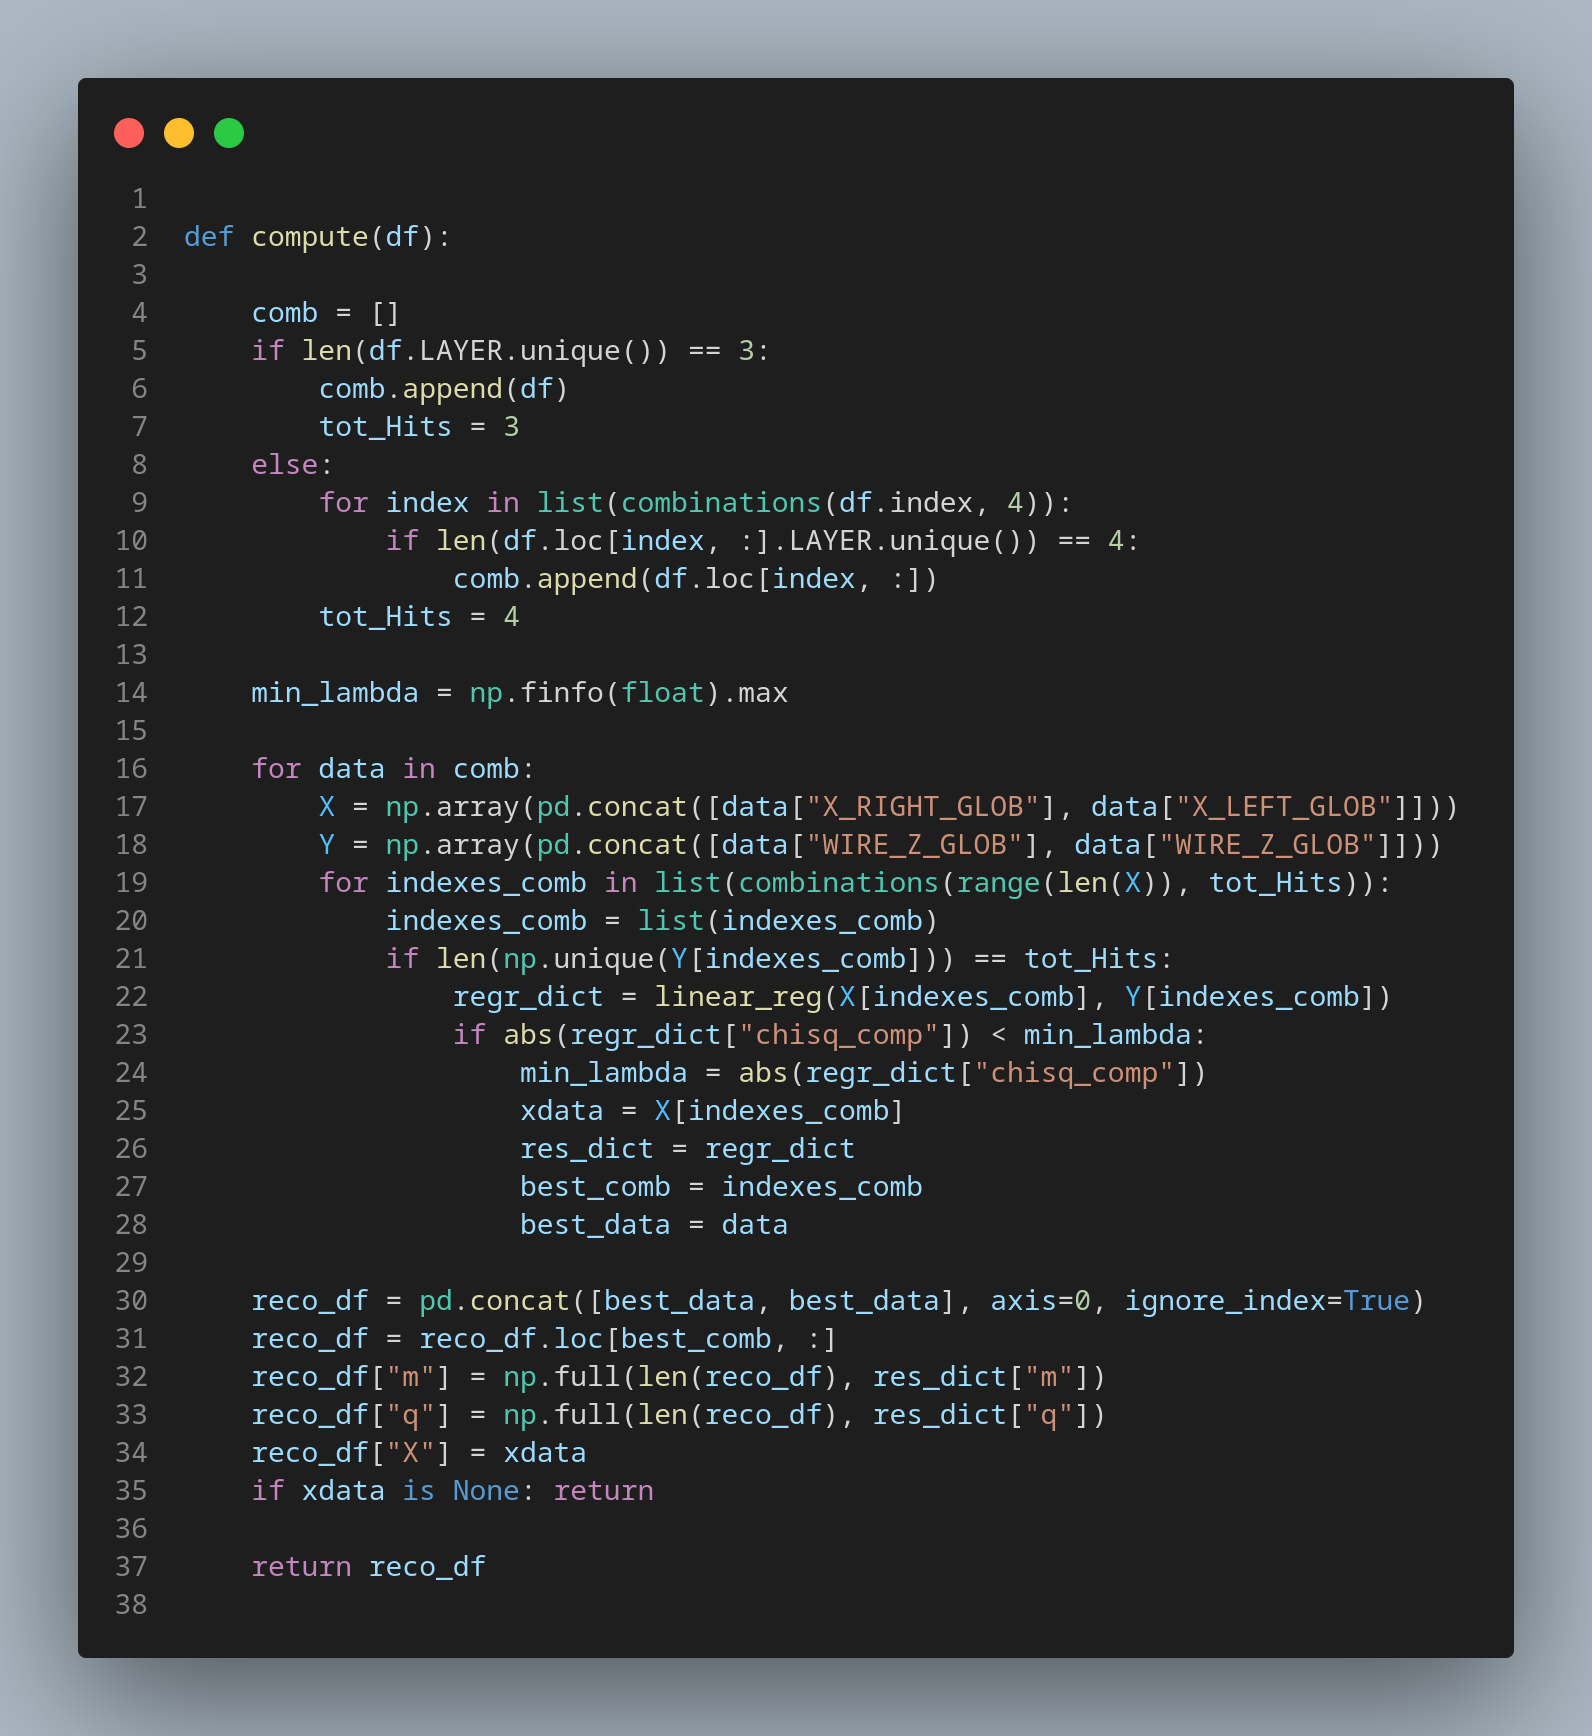 1
2 def compute(df):
3
4     comb = []
5     if len(df.LAYER.unique()) == 3:
6         comb.append(df)
7         tot_Hits = 3
8     else:
9         for index in list(combinations(df.index, 4)):
10             if len(df.loc[index, :].LAYER.unique()) == 4:
11                 comb.append(df.loc[index, :])
12         tot_Hits = 4
13
14     min_lambda = np.finfo(float).max
15
16     for data in comb:
17         X = np.array(pd.concat([data["X_RIGHT_GLOB"], data["X_LEFT_GLOB"]]))
18         Y = np.array(pd.concat([data["WIRE_Z_GLOB"], data["WIRE_Z_GLOB"]]))
19         for indexes_comb in list(combinations(range(len(X)), tot_Hits)):
20             indexes_comb = list(indexes_comb)
21             if len(np.unique(Y[indexes_comb])) == tot_Hits:
22                 regr_dict = linear_reg(X[indexes_comb], Y[indexes_comb])
23                 if abs(regr_dict["chisq_comp"]) < min_lambda:
24                     min_lambda = abs(regr_dict["chisq_comp"])
25                     xdata = X[indexes_comb]
26                     res_dict = regr_dict
27                     best_comb = indexes_comb
28                     best_data = data
29
30     reco_df = pd.concat([best_data, best_data], axis=0, ignore_index=True)
31     reco_df = reco_df.loc[best_comb, :]
32     reco_df["m"] = np.full(len(reco_df), res_dict["m"])
33     reco_df["q"] = np.full(len(reco_df), res_dict["q"])
34     reco_df["X"] = xdata
35     if xdata is None: return
36
37     return reco_df
38